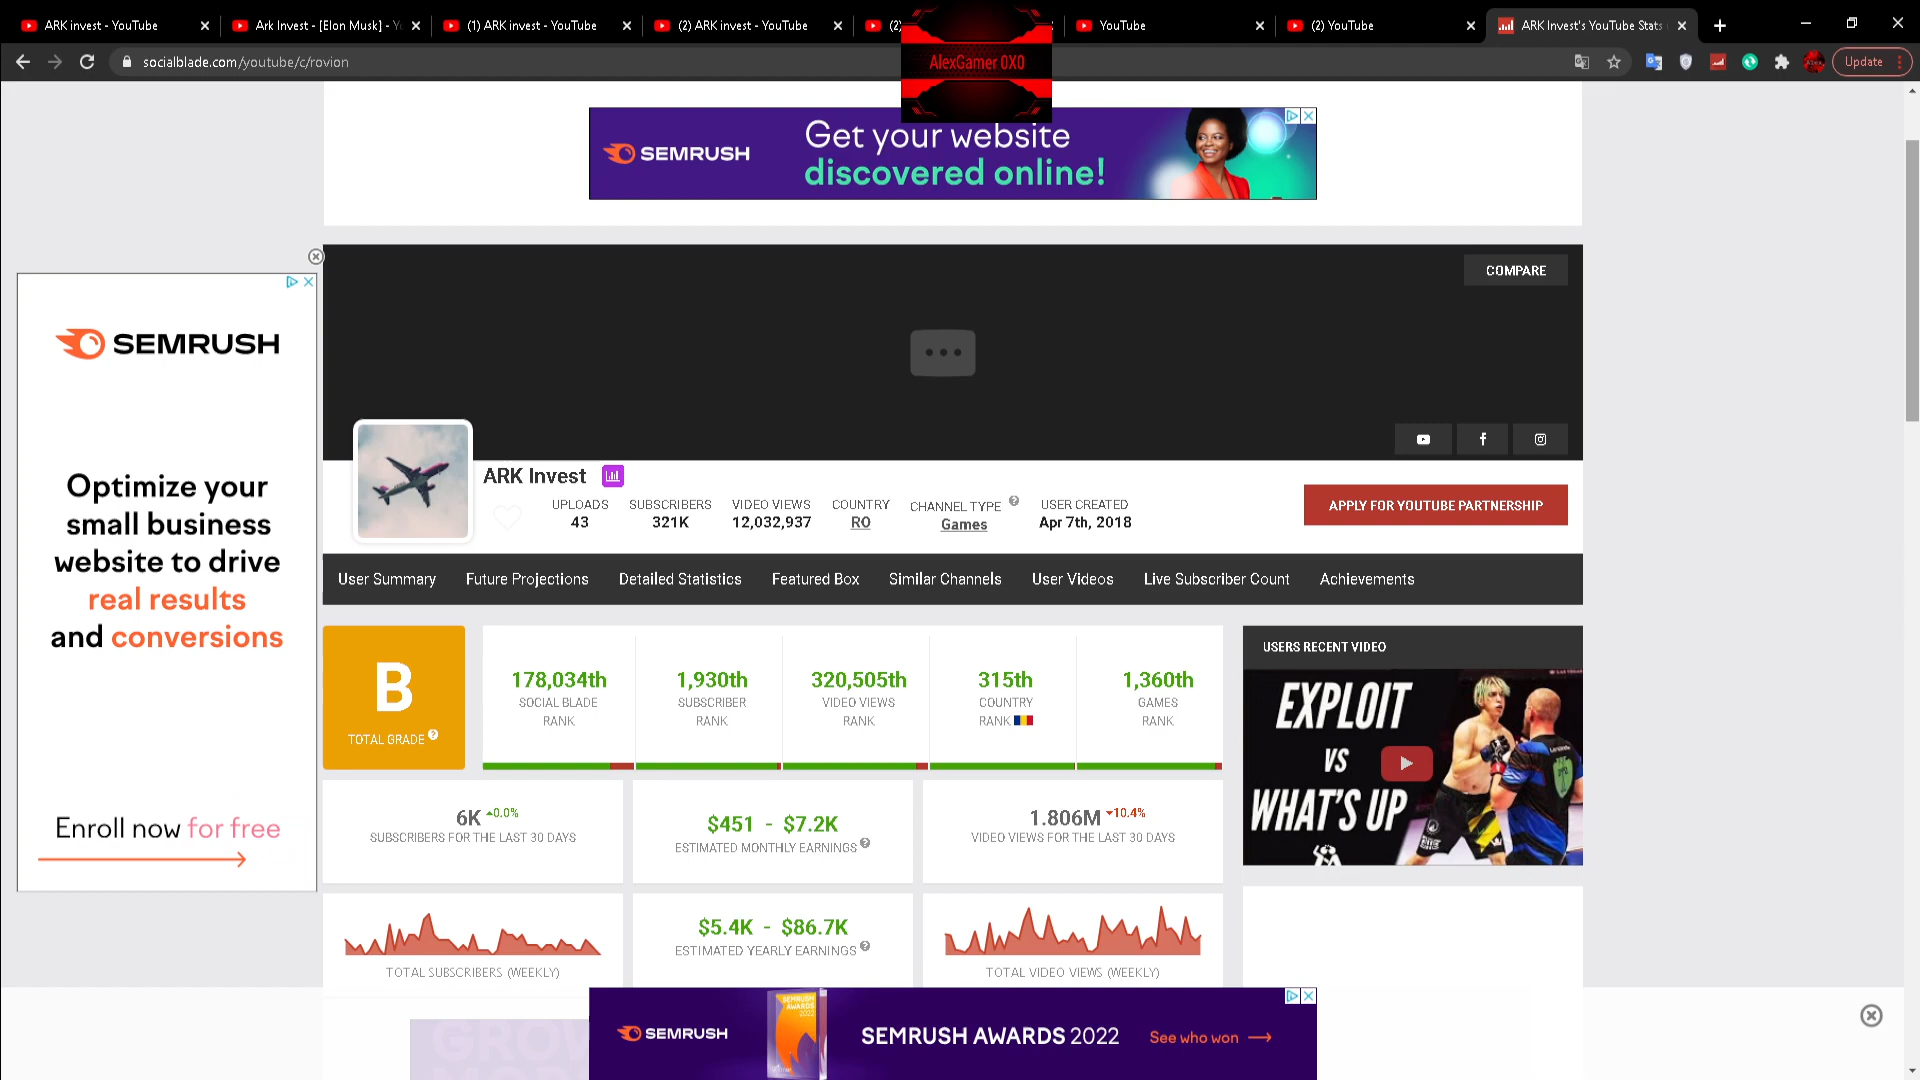 ARK invest - YouTube
Ark Invest - [Elon Musk] - Y
(1) ARK invest - YouTube
(2) ARK invest - YouTube
(2)
YouTube
(2) YouTube
ARK Invest's YouTube Stats
socialblade.com/youtube/c/rovion
AlexGamer 0X0
Update
SEMRUSH
Get your website
discovered online!
COMPARE
SEMRUSH
Optimize your
small business
website to drive
real results
and conversions
Enroll now for free
ARK Invest
UPLOADS
43
SUBSCRIBERS
321K
VIDEO VIEWS
12,032,937
COUNTRY
RO
CHANNEL TYPE
Games
USER CREATED
Apr 7th, 2018
APPLY FOR YOUTUBE PARTNERSHIP
User Summary
Future Projections
Detailed Statistics
Featured Box
Similar Channels
User Videos
Live Subscriber Count
Achievements
B
TOTAL GRADE
178,034th
SOCIAL BLADE
RANK
1,930th
SUBSCRIBER
RANK
320,505th
VIDEO VIEWS
RANK
315th
COUNTRY
RANK
1,360th
GAMES
RANK
USERS RECENT VIDEO
EXPLOIT
VS
WHAT'S UP
6K 0.0%
SUBSCRIBERS FOR THE LAST 30 DAYS
$451 - $7.2K
ESTIMATED MONTHLY EARNINGS
1.806M 10.4%
VIDEO VIEWS FOR THE LAST 30 DAYS
TOTAL SUBSCRIBERS (WEEKLY)
$5.4K - $86.7K
ESTIMATED YEARLY EARNINGS
TOTAL VIDEO VIEWS (WEEKLY)
SEMRUSH
SEMRUSH
AWARDS
2022
SEMRUSH AWARDS 2022
See who won